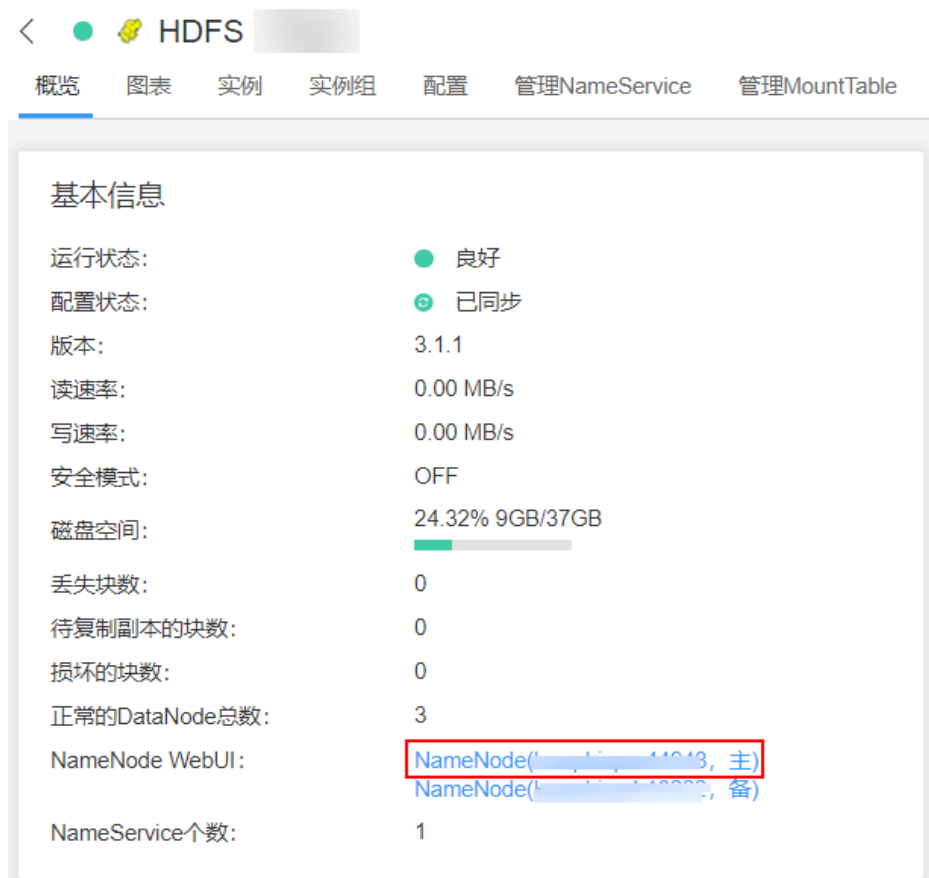 HDFS
概览 图表 实例 实例组 配置 管理NameService 管理MountTable
基本信息
运行状态: 良好
配置状态: 已同步
版本: 3.1.1
读速率: 0.00 MB/s
写速率: 0.00 MB/s
安全模式: OFF
磁盘空间: 24.32% 9GB/37GB
丢失块数: 0
待复制副本的块数: 0
损坏的块数: 0
正常的DataNode总数: 3
NameNode WebUI: NameNode( ，主)
NameNode( ，备)
NameService个数: 1